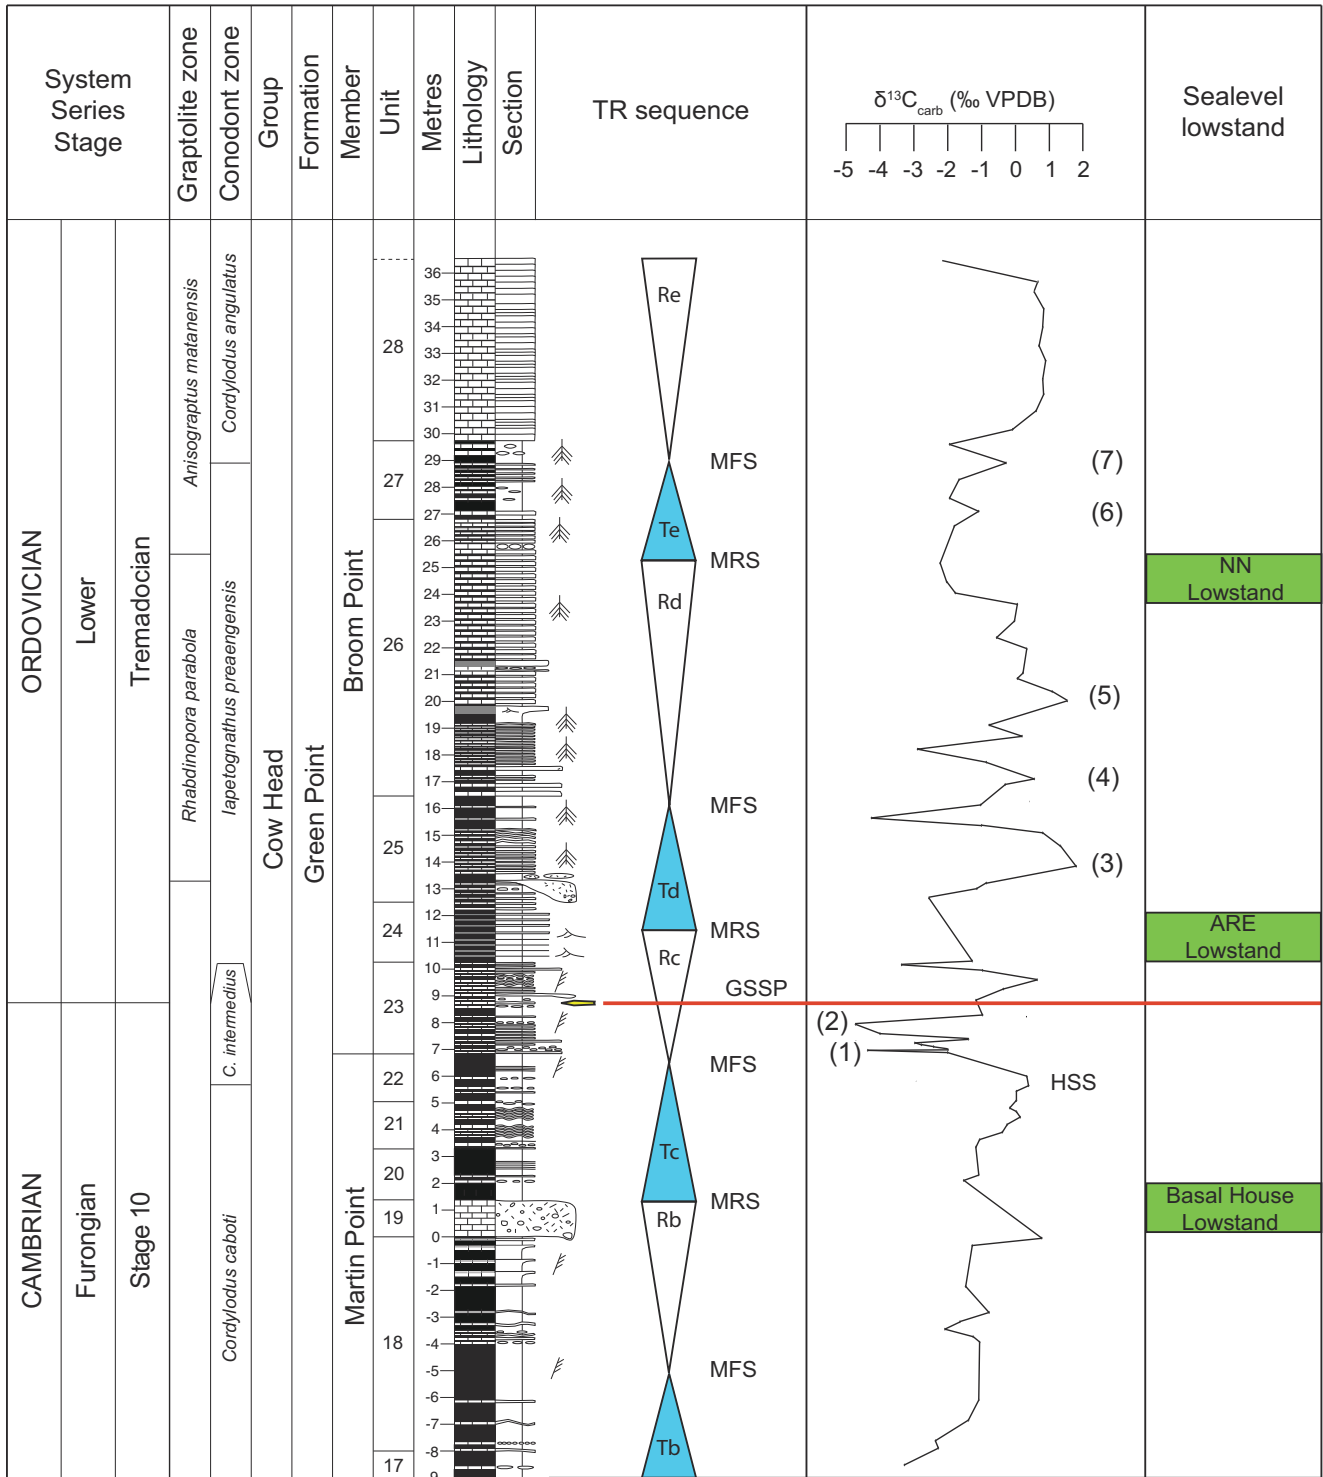 System
Series
Stage
Graptolite zone
Conodont zone
Group
Formation
Member
Unit
Metres
Lithology
Section
TR sequence
δ13Ccarb (‰ VPDB)
-5 -4 -3 -2 -1 0 1 2
Sealevel
lowstand
ORDOVICIAN
Lower
Tremadocian
CAMBRIAN
Furongian
Stage 10
Anisograptus matanensis
Rhabdinopora parabola
Cordylodus angulatus
Iapetognathus preaengensis
C. intermedius
Cordylodus caboti
Cow Head
Green Point
Broom Point
Martin Point
28
27
26
25
24
23
22
21
20
19
18
17
36
35
34
33
32
31
30
29
28
27
26
25
24
23
22
21
20
19
18
17
16
15
14
13
12
11
10
9
8
7
6
5
4
3
2
1
0
-1
-2
-3
-4
-5
-6
-7
-8
-9
Re
MFS
Te
MRS
Rd
MFS
Td
MRS
Rc
GSSP
MFS
Tc
MRS
Rb
MFS
Tb
(7)
(6)
(5)
(4)
(3)
(2)
(1)
HSS
NN
Lowstand
ARE
Lowstand
Basal House
Lowstand